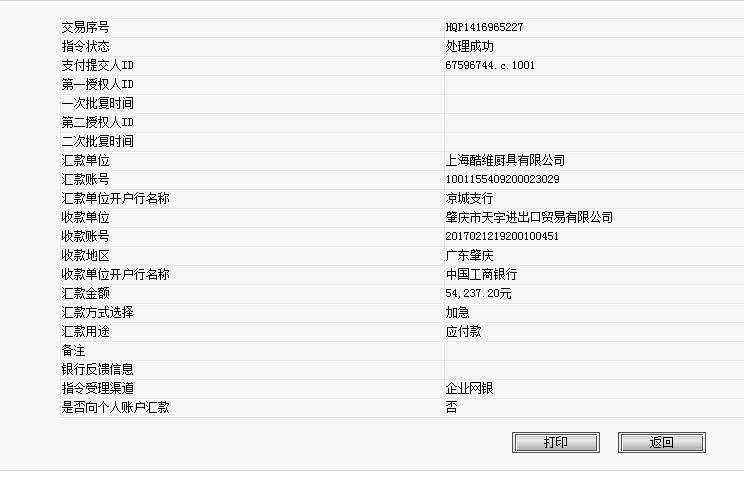 交易序号 HQP1416965227
指令状态 处理成功
支付提交人ID 67596744.c.1001
第一授权人ID
一次批复时间
第二授权人ID
二次批复时间
汇款单位 上海酷维厨具有限公司
汇款账号 1001155409200023029
汇款单位开户行名称 凉城支行
收款单位 肇庆市天宇进出口贸易有限公司
收款账号 2017021219200100451
收款地区 广东肇庆
收款单位开户行名称 中国工商银行
汇款金额 54,237.20元
汇款方式选择 加急
汇款用途 应付款
备注
银行反馈信息
指令受理渠道 企业网银
是否向个人账户汇款 否
打印 返回